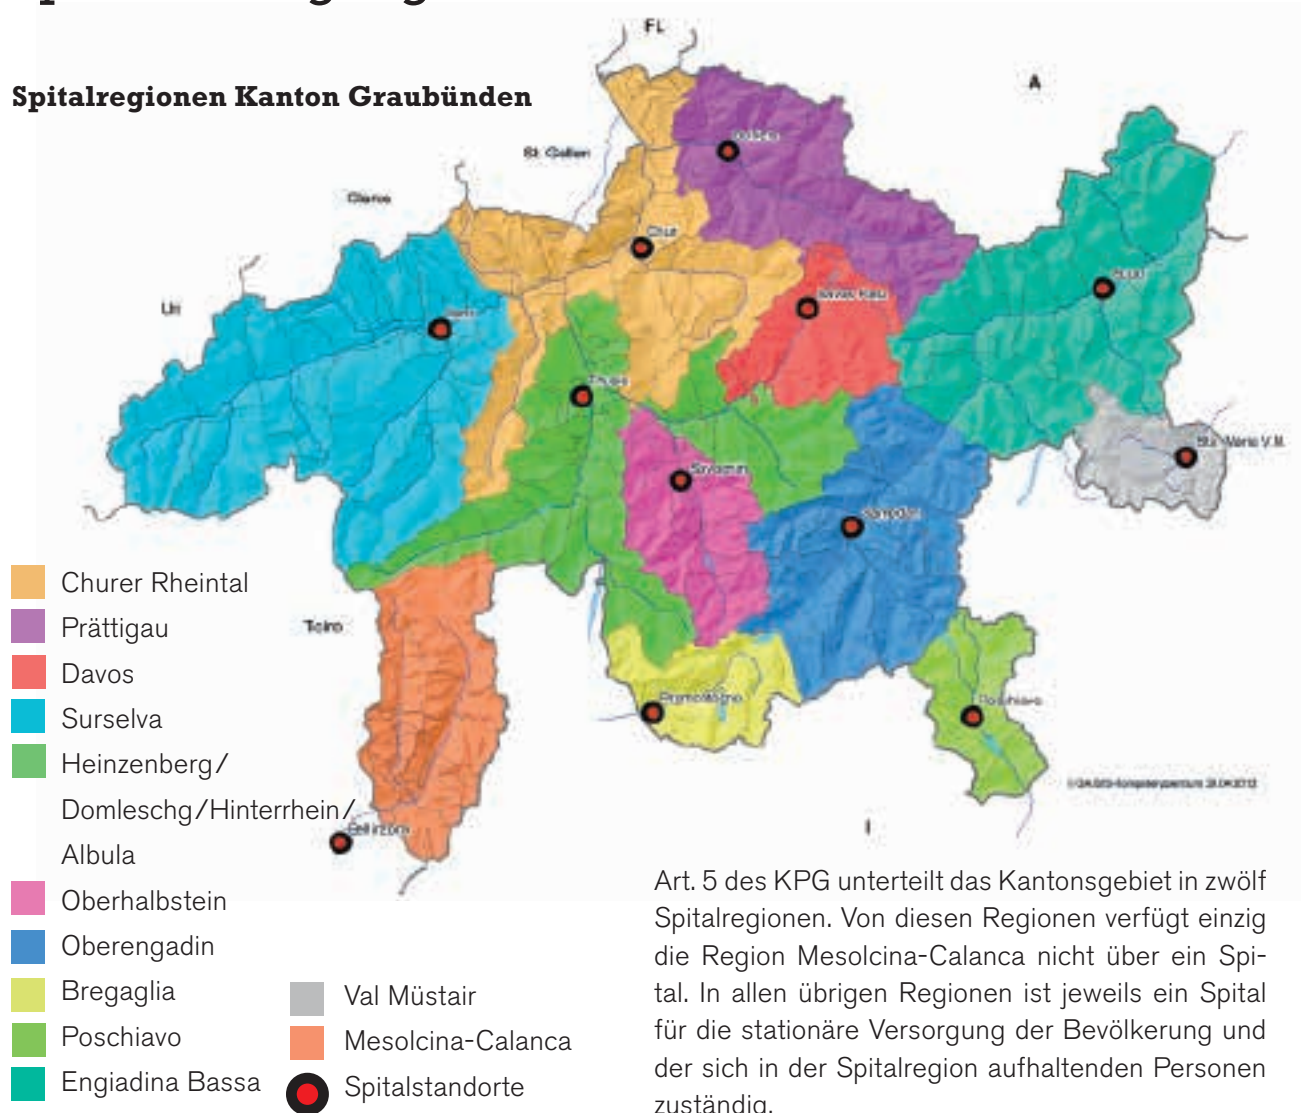 Spitalregionen Kanton Graubünden
FL
A
St. Gallen
Glarus
Uri
Chur
Thusis
Savognin
Samedan
Sta. Maria V.M.
Ticino
Promontogno
Poschiavo
Bellinzona
I
Churer Rheintal
Prättigau
Davos
Surselva
Heinzenberg/
Domleschg/Hinterrhein/
Albula
Oberhalbstein
Oberengadin
Bregaglia
Poschiavo
Engiadina Bassa
Val Müstair
Mesolcina-Calanca
Spitalstandorte
Art. 5 des KPG unterteilt das Kantonsgebiet in zwölf
Spitalregionen. Von diesen Regionen verfügt einzig
die Region Mesolcina-Calanca nicht über ein Spi-
tal. In allen übrigen Regionen ist jeweils ein Spital
für die stationäre Versorgung der Bevölkerung und
der sich in der Spitalregion aufhaltenden Personen
zuständig.